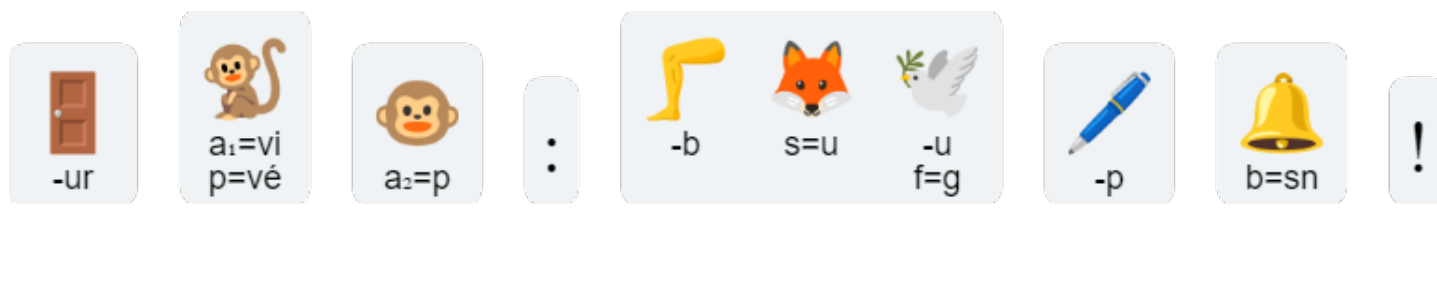 a₁=vi : -b s=u -u !
-ur p=vé a₂=p f=g -p b=sn